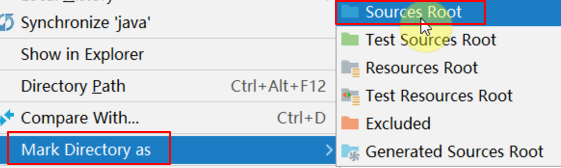 Synchronize 'java'
Show in Explorer
Directory Path Ctrl+Alt+F12
Compare With... Ctrl+D
Mark Directory as
Sources Root
Test Sources Root
Resources Root
Test Resources Root
Excluded
Generated Sources Root